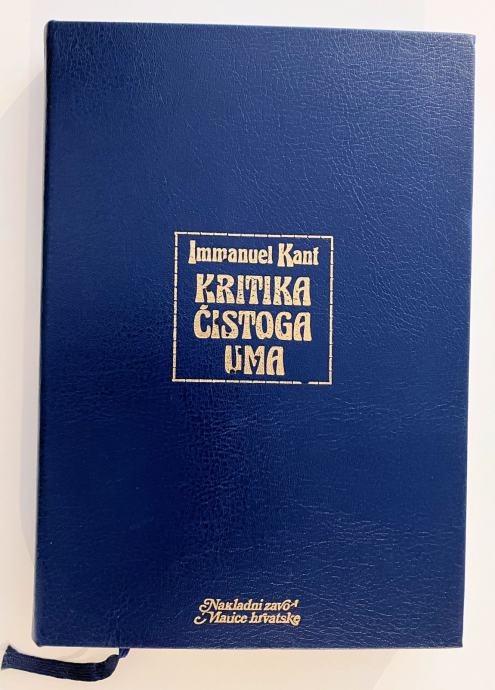 Immanuel Kant
KRITIKA
ČISTOGA
UMA
Nakladni zavod
Matice hrvatske